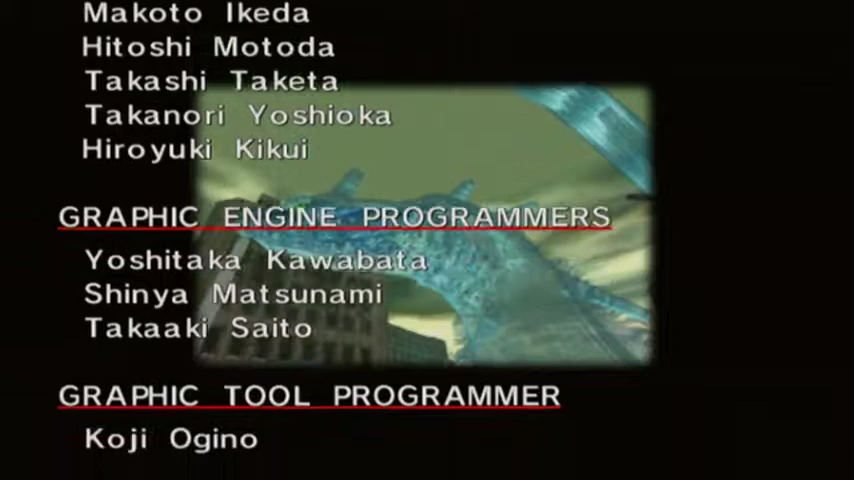 Makoto Ikeda
Hitoshi Motoda
Takashi Taketa
Takanori Yoshioka
Hiroyuki Kikui
GRAPHIC ENGINE PROGRAMMERS
Yoshitaka Kawabata
Shinya Matsunami
Takaaki Saito
GRAPHIC TOOL PROGRAMMER
Koji Ogino